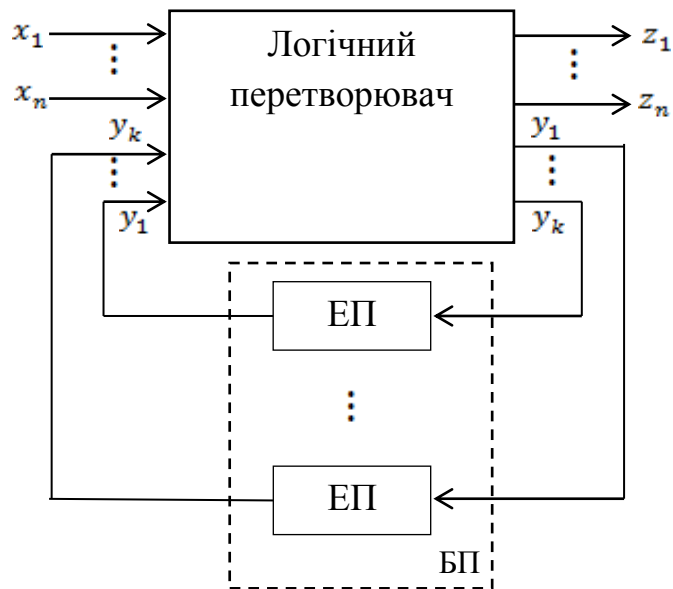 x₁
Логічний
z₁
⋮
⋮
xₙ
перетворювач
zₙ
yₖ
y₁
⋮
⋮
y₁
yₖ
ЕП
⋮
ЕП
БП